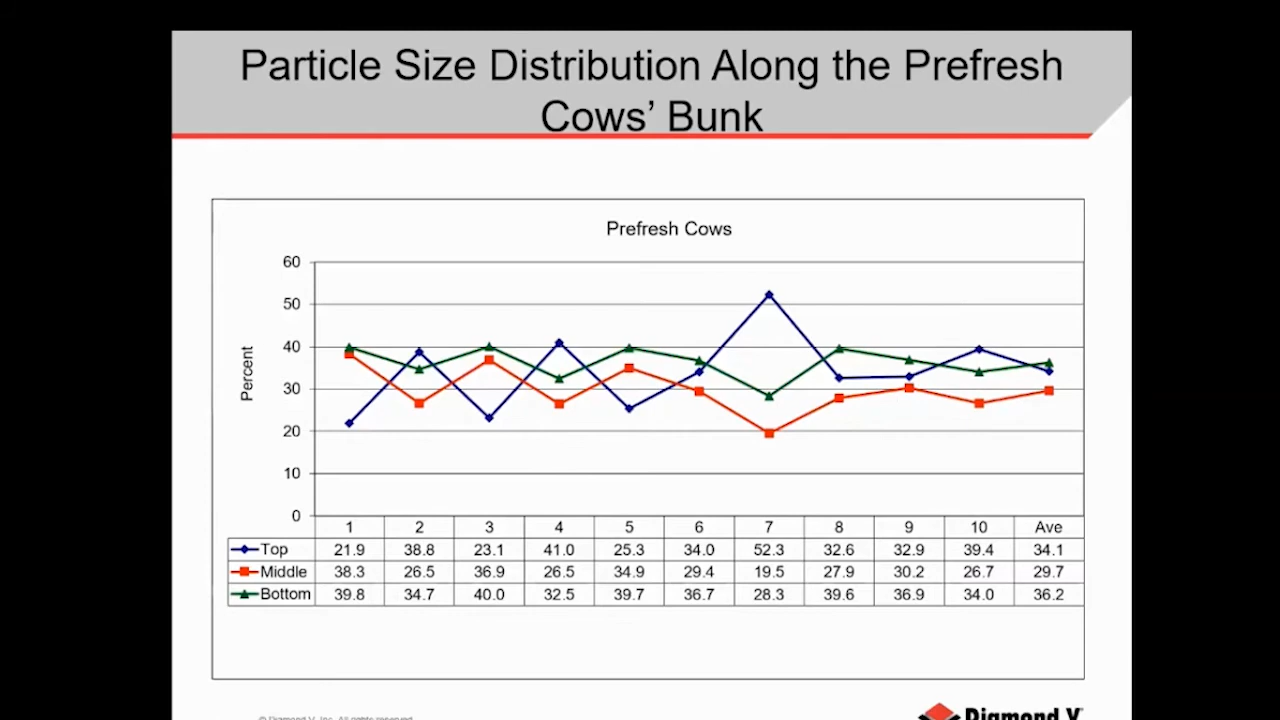 Particle Size Distribution Along the Prefresh
Cows’ Bunk
Prefresh Cows
Percent
60
50
40
30
20
10
0
1 2 3 4 5 6 7 8 9 10 Ave
Top 21.9 38.8 23.1 41.0 25.3 34.0 52.3 32.6 32.9 39.4 34.1
Middle 38.3 26.5 36.9 26.5 34.9 29.4 19.5 27.9 30.2 26.7 29.7
Bottom 39.8 34.7 40.0 32.5 39.7 36.7 28.3 39.6 36.9 34.0 36.2
© Diamond V, Inc. All rights reserved
Diamond V